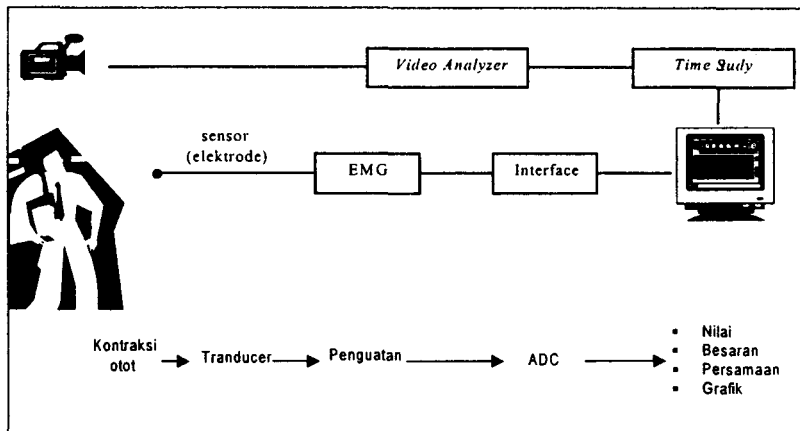 Video Analyzer
Time Sudy
sensor
(elektrode)
EMG
Interface
Kontraksi
otot
Tranducer
Penguatan
ADC
▪ Nilai
▪ Besaran
▪ Persamaan
▪ Grafik